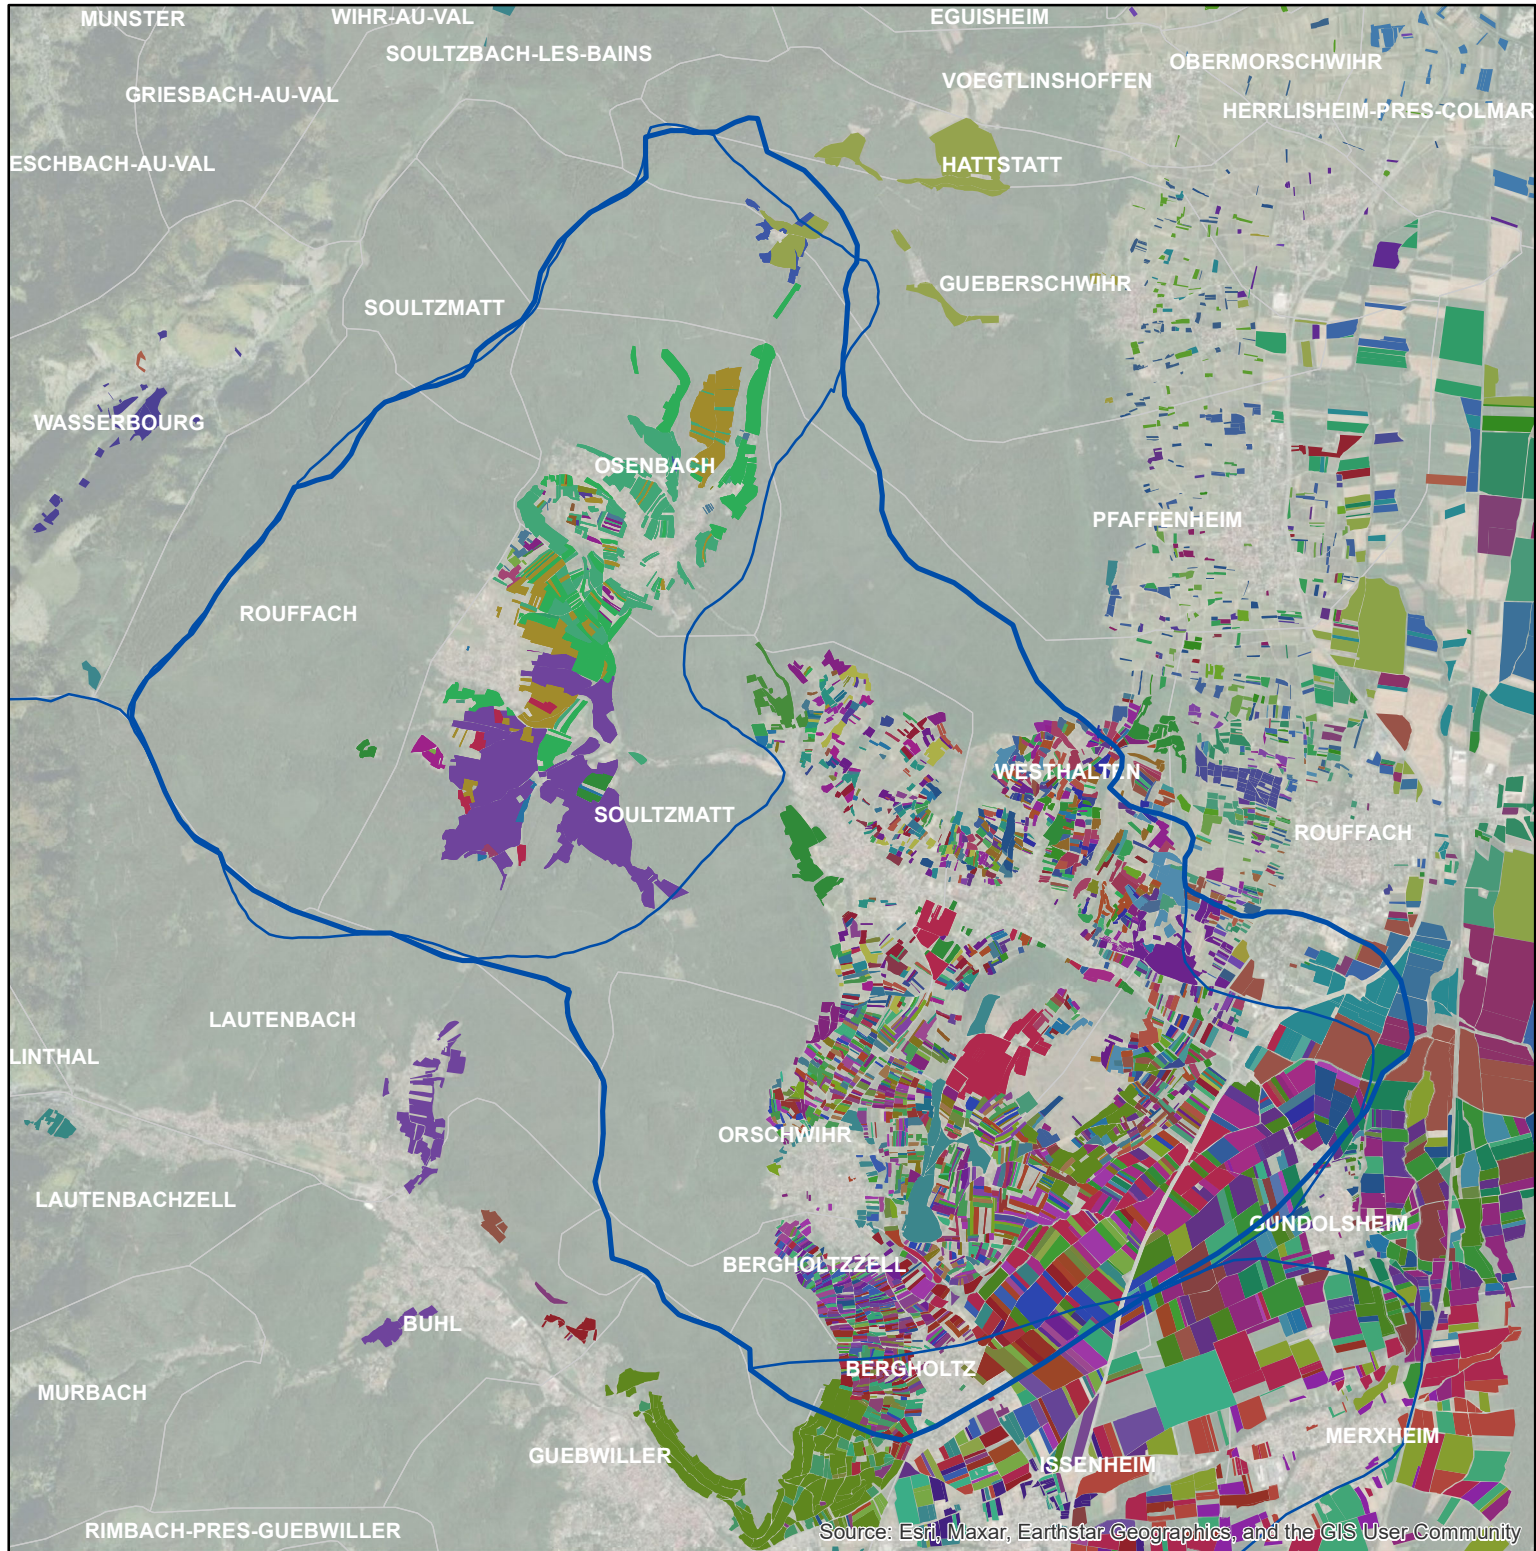 MUNSTER
WIHR-AU-VAL
EGUISHEIM
SOULTZBACH-LES-BAINS
OBERMORSCHWIHR
VOEGTLINSHOFFEN
GRIESBACH-AU-VAL
HERRLISHEIM-PRES-COLMAR
ESCHBACH-AU-VAL
HATTSTATT
GUEBERSCHWIHR
SOULTZMATT
WASSERBOURG
OSENBACH
PFAFFENHEIM
ROUFFACH
WESTHALTEN
SOULTZMATT
ROUFFACH
LAUTENBACH
LINTHAL
ORSCHWIHR
LAUTENBACHZELL
GUNDOLSHEIM
BERGHOLTZZELL
BUHL
BERGHOLTZ
MURBACH
MERXHEIM
GUEBWILLER
ISSENHEIM
RIMBACH-PRES-GUEBWILLER
Source: Esri, Maxar, Earthstar Geographics, and the GIS User Community